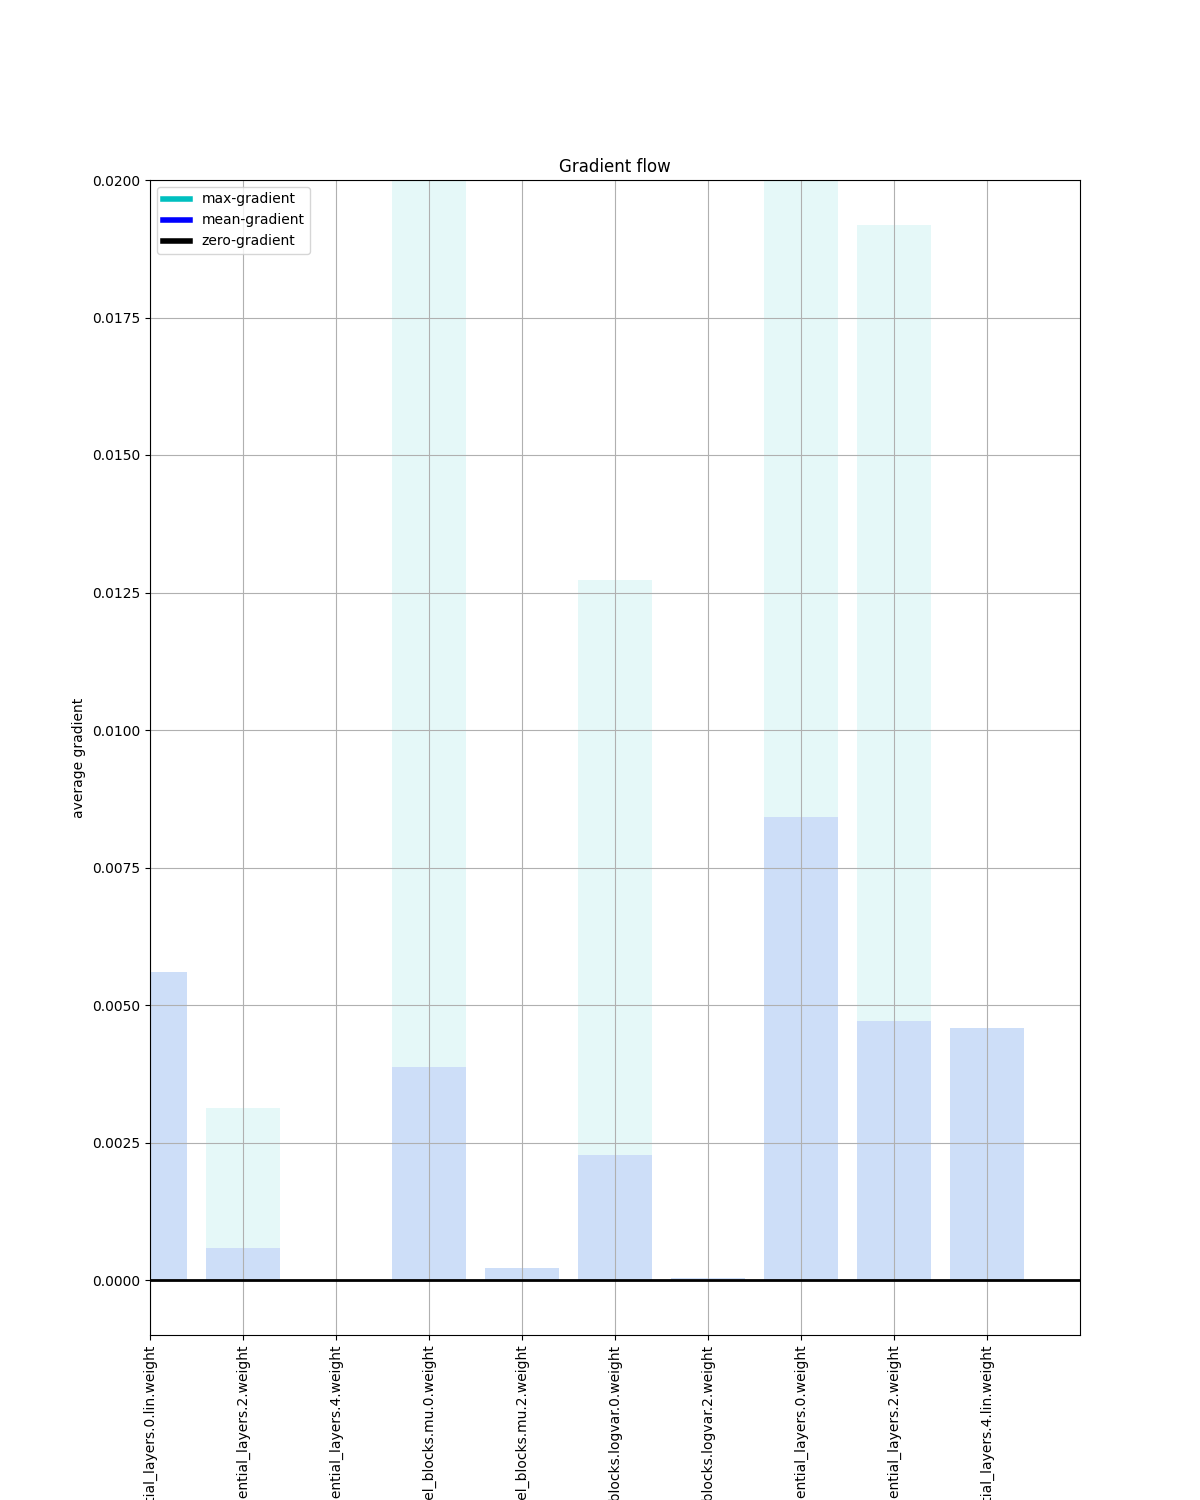 Gradient flow
max-gradient
mean-gradient
zero-gradient
0.0200
0.0175
0.0150
0.0125
0.0100
0.0075
0.0050
0.0025
0.0000
average gradient
tial_layers.0.lin.weight
ential_layers.2.weight
ential_layers.4.weight
el_blocks.mu.0.weight
el_blocks.mu.2.weight
blocks.logvar.0.weight
blocks.logvar.2.weight
ential_layers.0.weight
ential_layers.2.weight
tial_layers.4.lin.weight